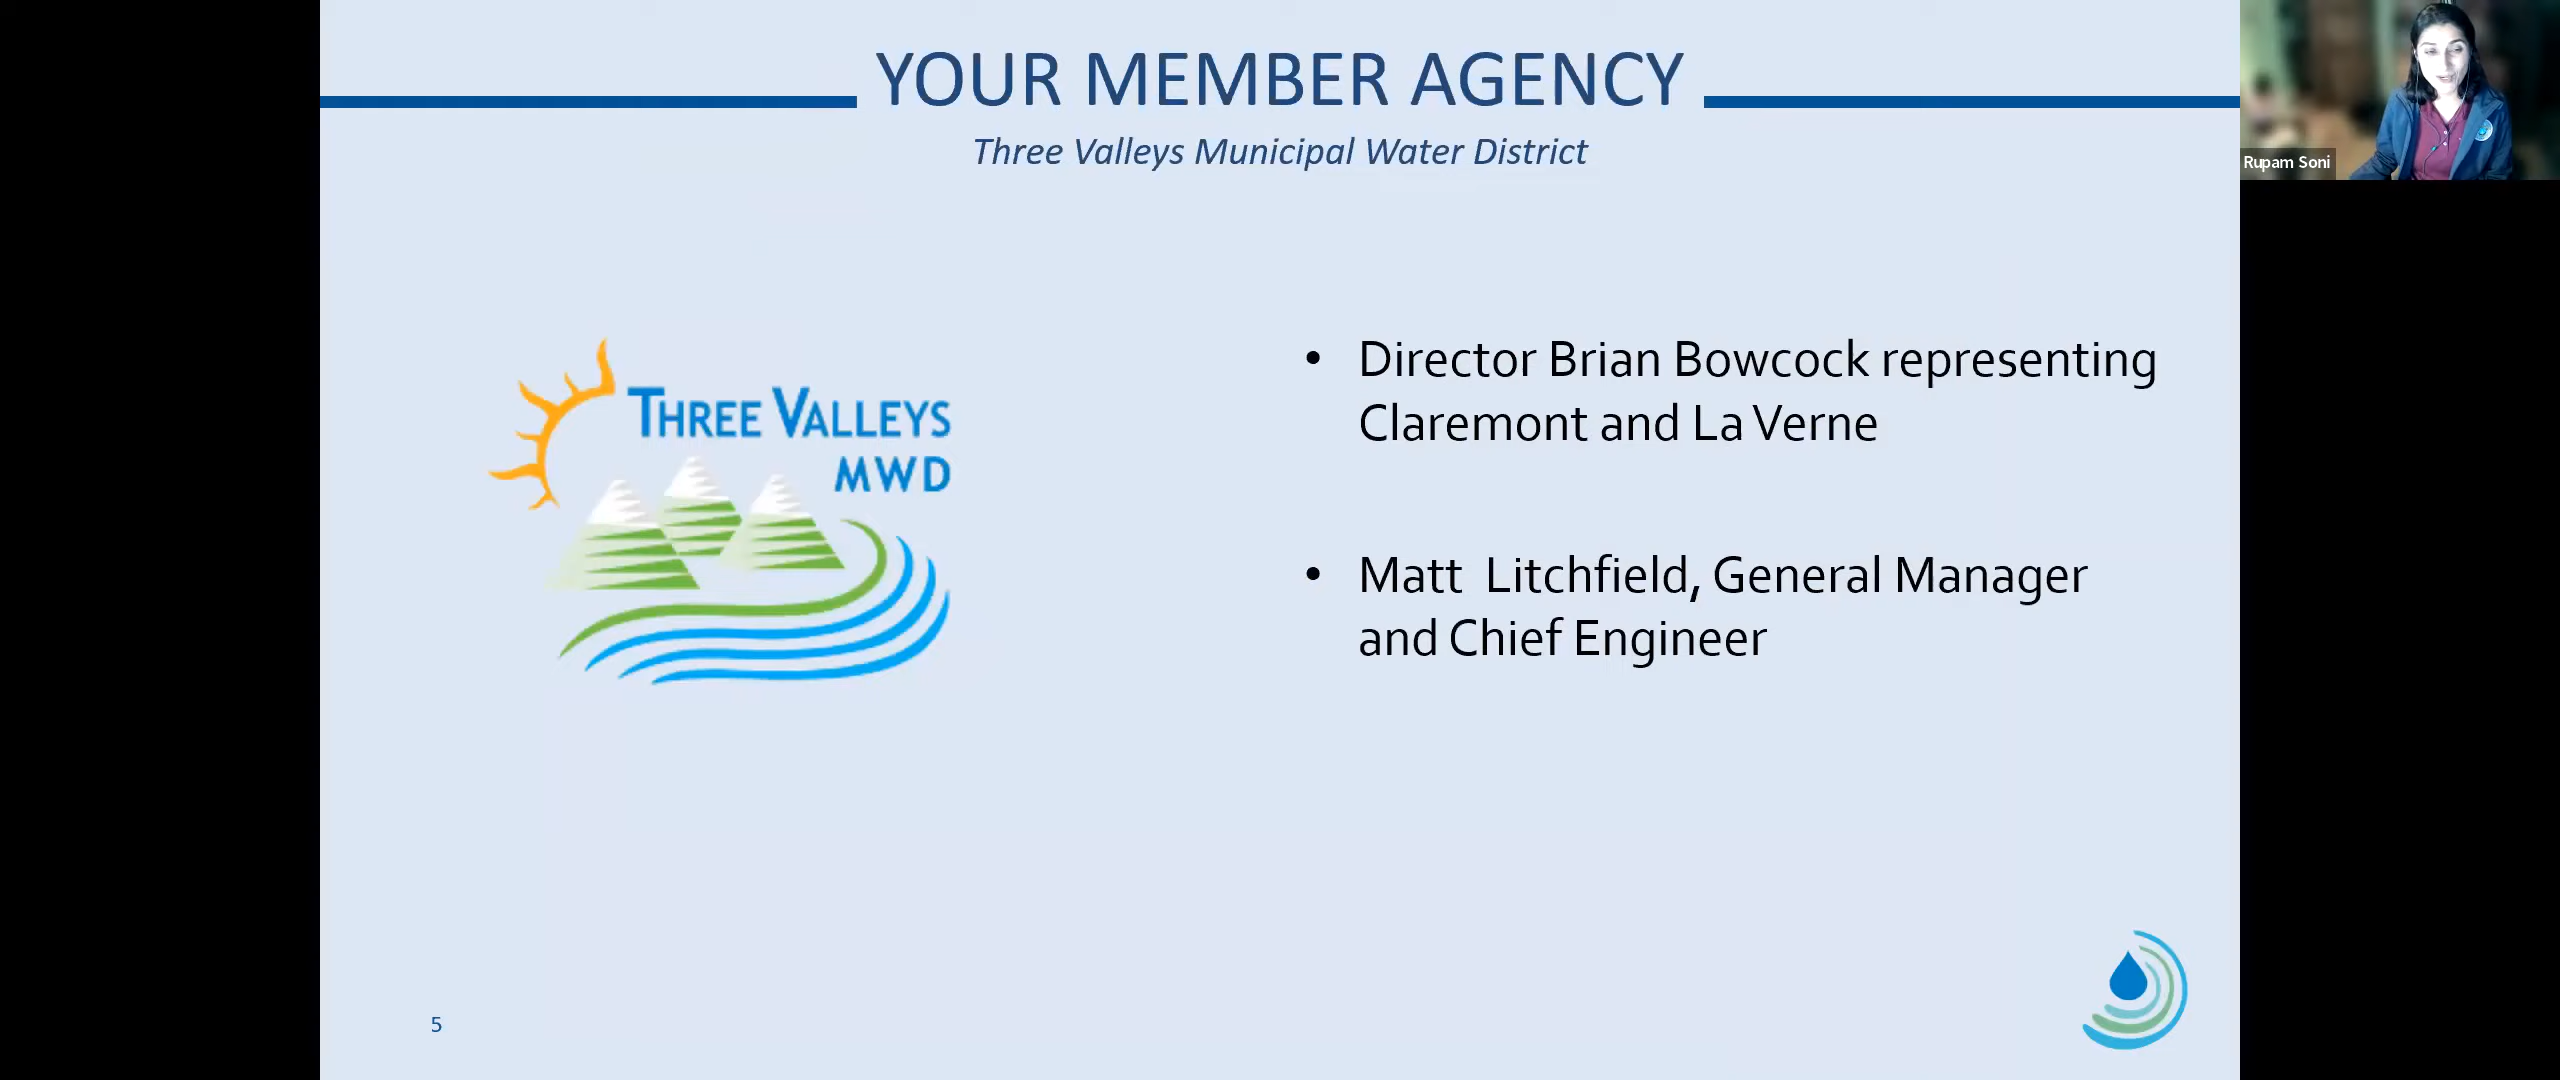 YOUR MEMBER AGENCY
Three Valleys Municipal Water District
Rupam Soni
THREE VALLEYS
MWD
• Director Brian Bowcock representing
Claremont and La Verne
• Matt  Litchfield, General Manager
and Chief Engineer
5